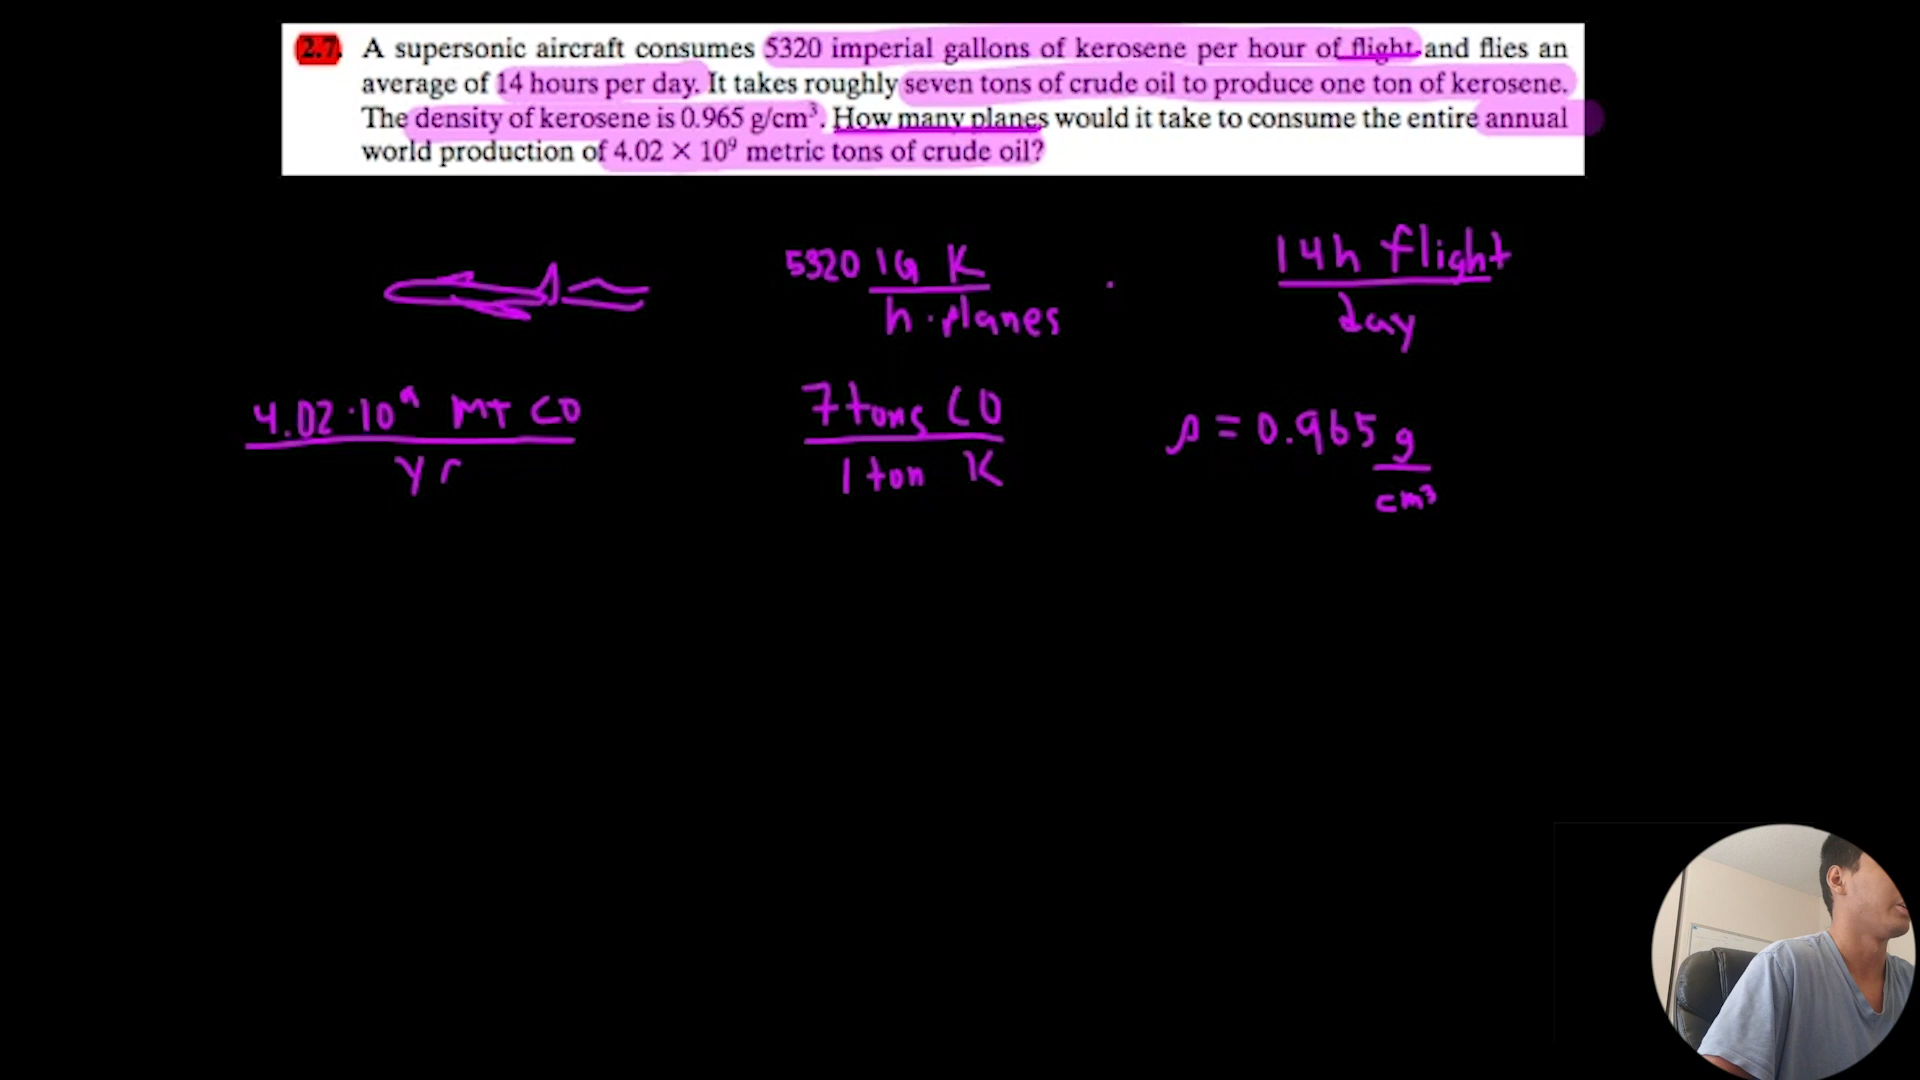 2.7. A supersonic aircraft consumes 5320 imperial gallons of kerosene per hour of flight and flies an
average of 14 hours per day. It takes roughly seven tons of crude oil to produce one ton of kerosene.
The density of kerosene is 0.965 g/cm³. How many planes would it take to consume the entire annual
world production of 4.02 × 10⁹ metric tons of crude oil?
5320 IG K
h · planes
·
14h flight
day
4.02 · 10⁹ MT CO
yr
7 tons CO
1 ton K
ρ = 0.965 g
cm³